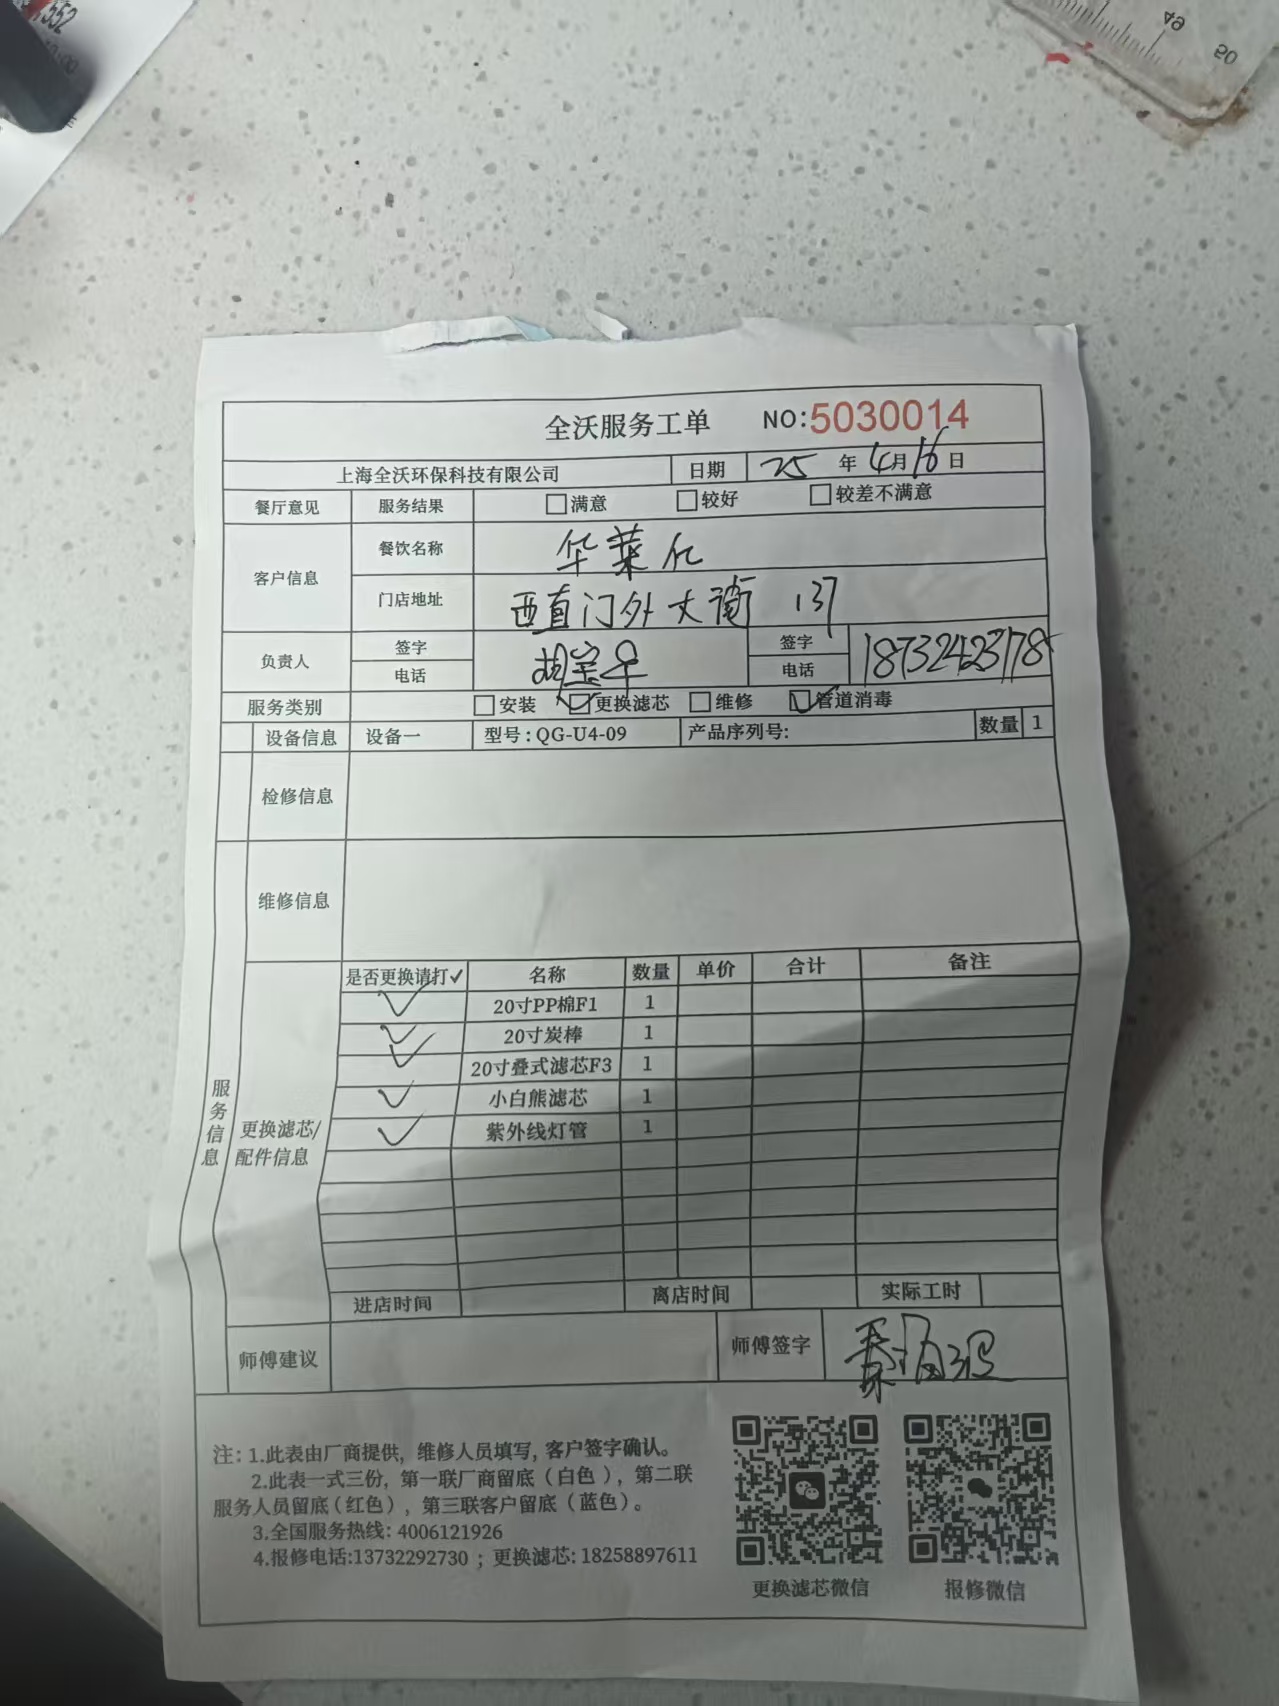 552
49
50
全沃服务工单 NO:5030014
上海全沃环保科技有限公司 日期 25年4月16日
餐厅意见 服务结果 □满意 □较好 □较差不满意
客户信息 餐饮名称 华莱仕
门店地址 西直门外大街 137
负责人 签字 电话 胡宝 签字 电话 18732423178
服务类别 □安装 ☑更换滤芯 □维修 ☑管道消毒
设备信息 设备一 型号:QG-U4-09 产品序列号: 数量 1
检修信息
维修信息
服务信息
更换滤芯/配件信息
是否更换请打✓ 名称 数量 单价 合计 备注
✓ 20寸PP棉F1 1
✓ 20寸炭棒 1
✓ 20寸叠式滤芯F3 1
✓ 小白熊滤芯 1
✓ 紫外线灯管 1
进店时间 离店时间 实际工时
师傅建议 师傅签字
注:1.此表由厂商提供,维修人员填写,客户签字确认。
2.此表一式三份,第一联厂商留底(白色),第二联
服务人员留底(红色),第三联客户留底(蓝色)。
3.全国服务热线:4006121926
4.报修电话:13732292730;更换滤芯:18258897611
更换滤芯微信 报修微信